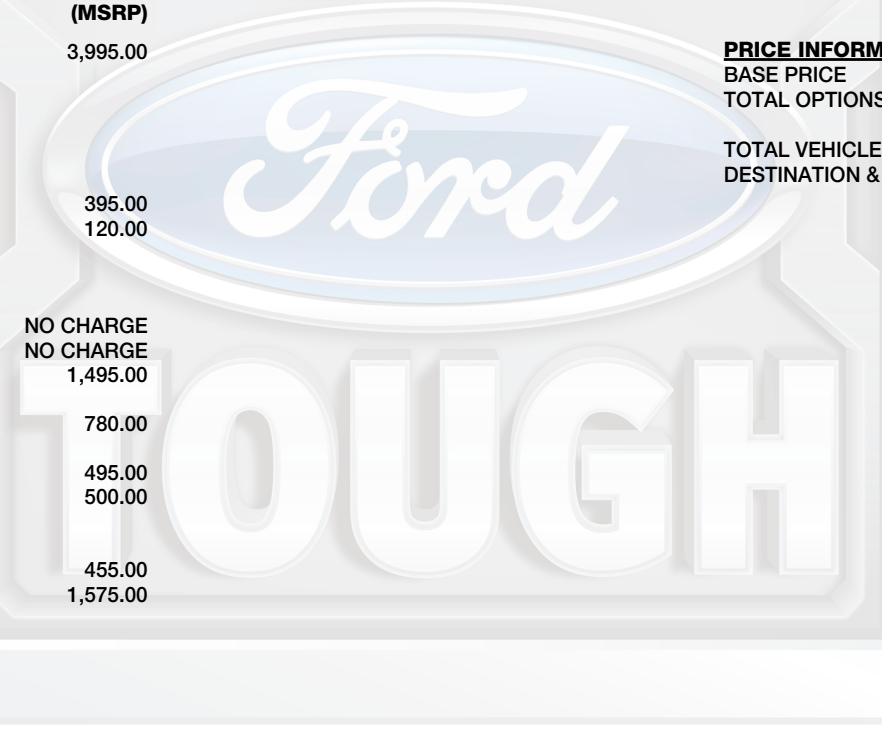 (MSRP)
3,995.00
395.00
120.00
NO CHARGE
NO CHARGE
1,495.00
780.00
495.00
500.00
455.00
1,575.00
PRICE INFORM
BASE PRICE
TOTAL OPTIONS
TOTAL VEHICLE
DESTINATION &
Ford
TOUGH